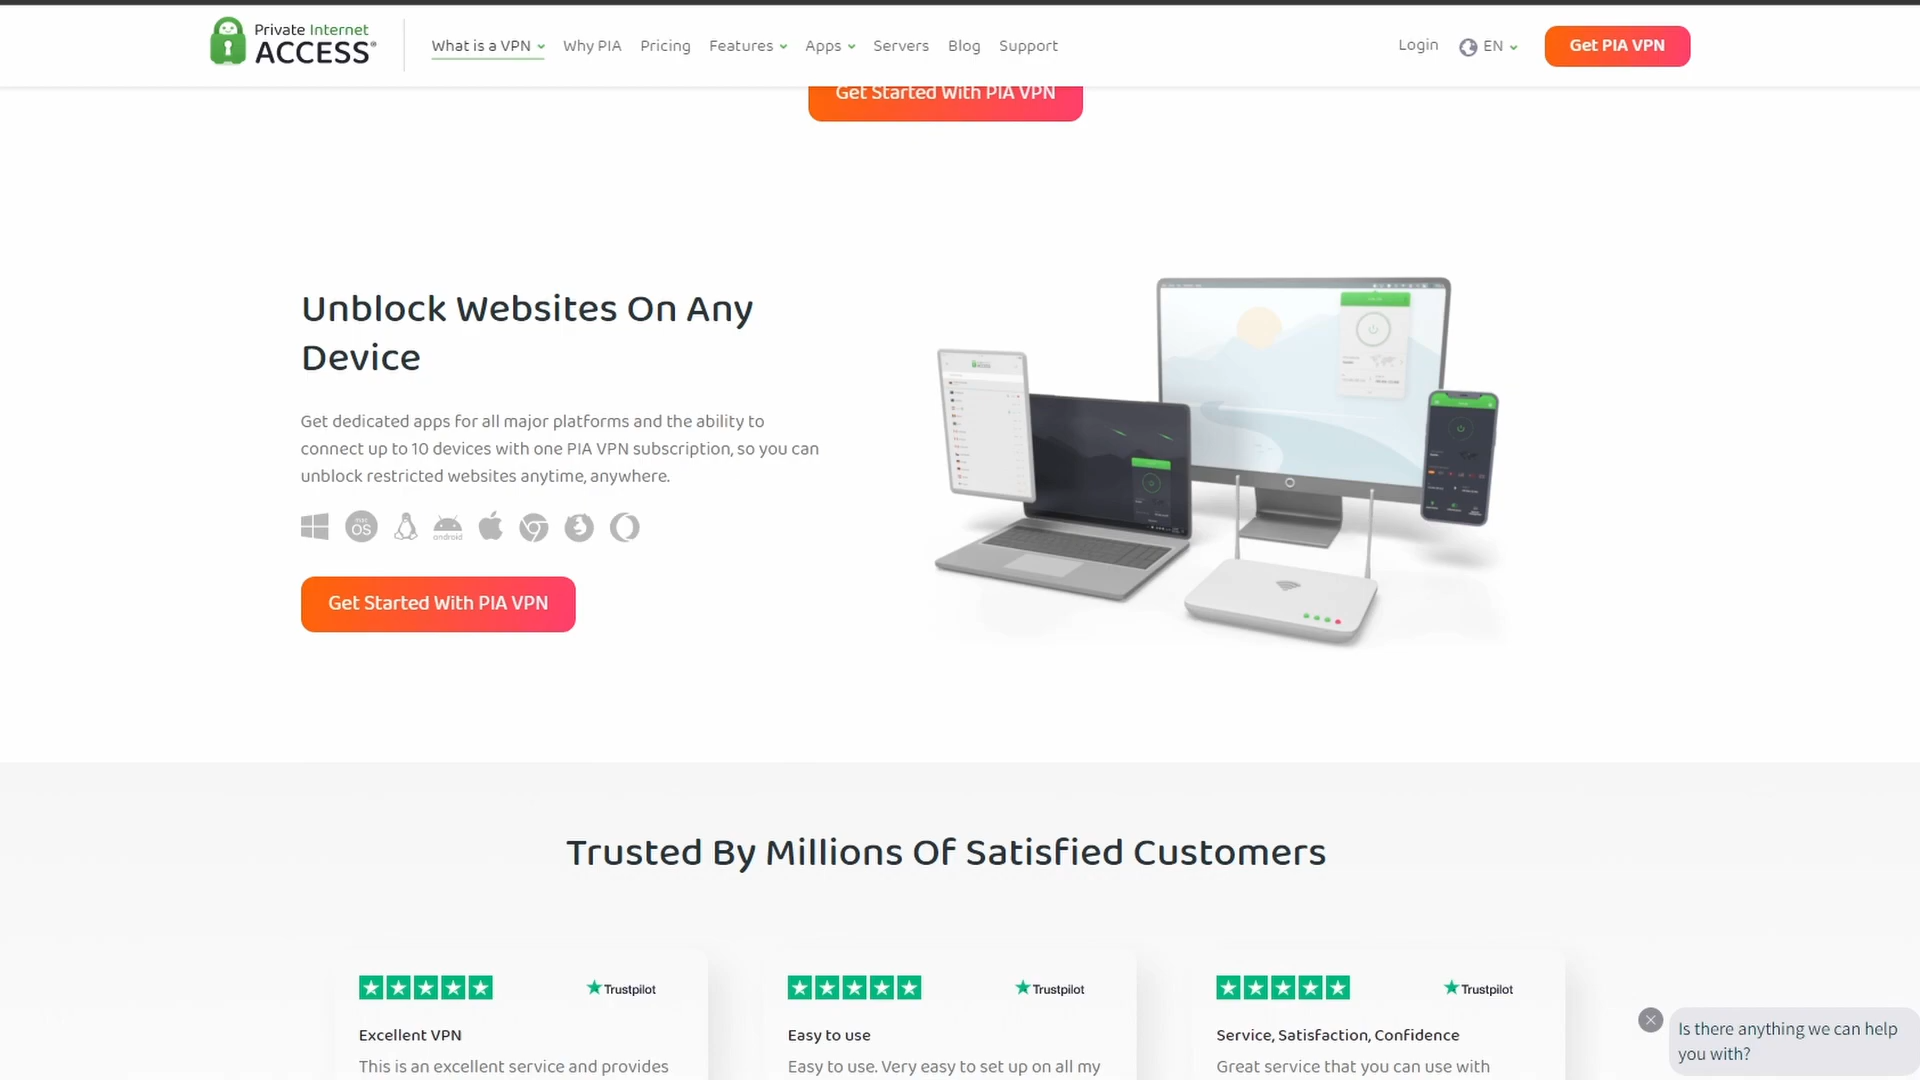 Private Internet
ACCESS®
What is a VPN
Why PIA
Pricing
Features
Apps
Servers
Blog
Support
Login
EN
Get PIA VPN
Get Started With PIA VPN
Unblock Websites On Any
Device
Get dedicated apps for all major platforms and the ability to
connect up to 10 devices with one PIA VPN subscription, so you can
unblock restricted websites anytime, anywhere.
mac
OS
android
Get Started With PIA VPN
Trusted By Millions Of Satisfied Customers
Trustpilot
Trustpilot
Trustpilot
Excellent VPN
Easy to use
Service, Satisfaction, Confidence
This is an excellent service and provides
Easy to use. Very easy to set up on all my
Great service that you can use with
Is there anything we can help
you with?